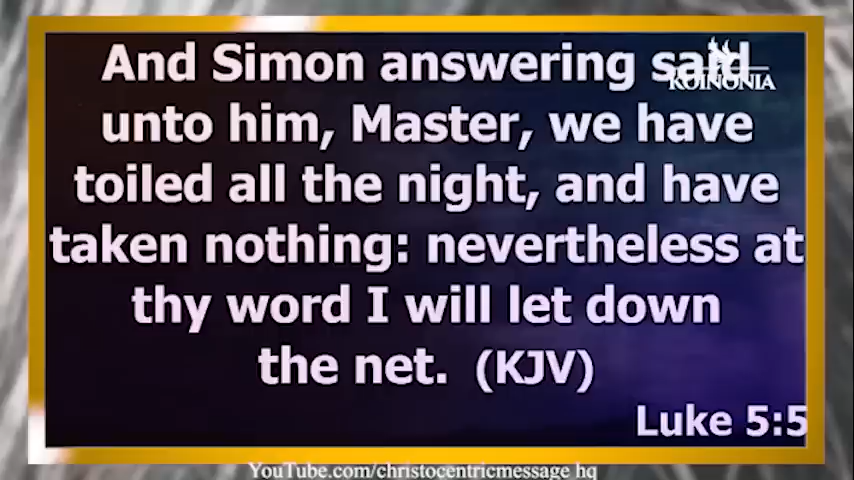 And Simon answering said
KOINONIA
unto him, Master, we have
toiled all the night, and have
taken nothing: nevertheless at
thy word I will let down
the net. (KJV)
Luke 5:5
YouTube.com/christocentricmessage hq